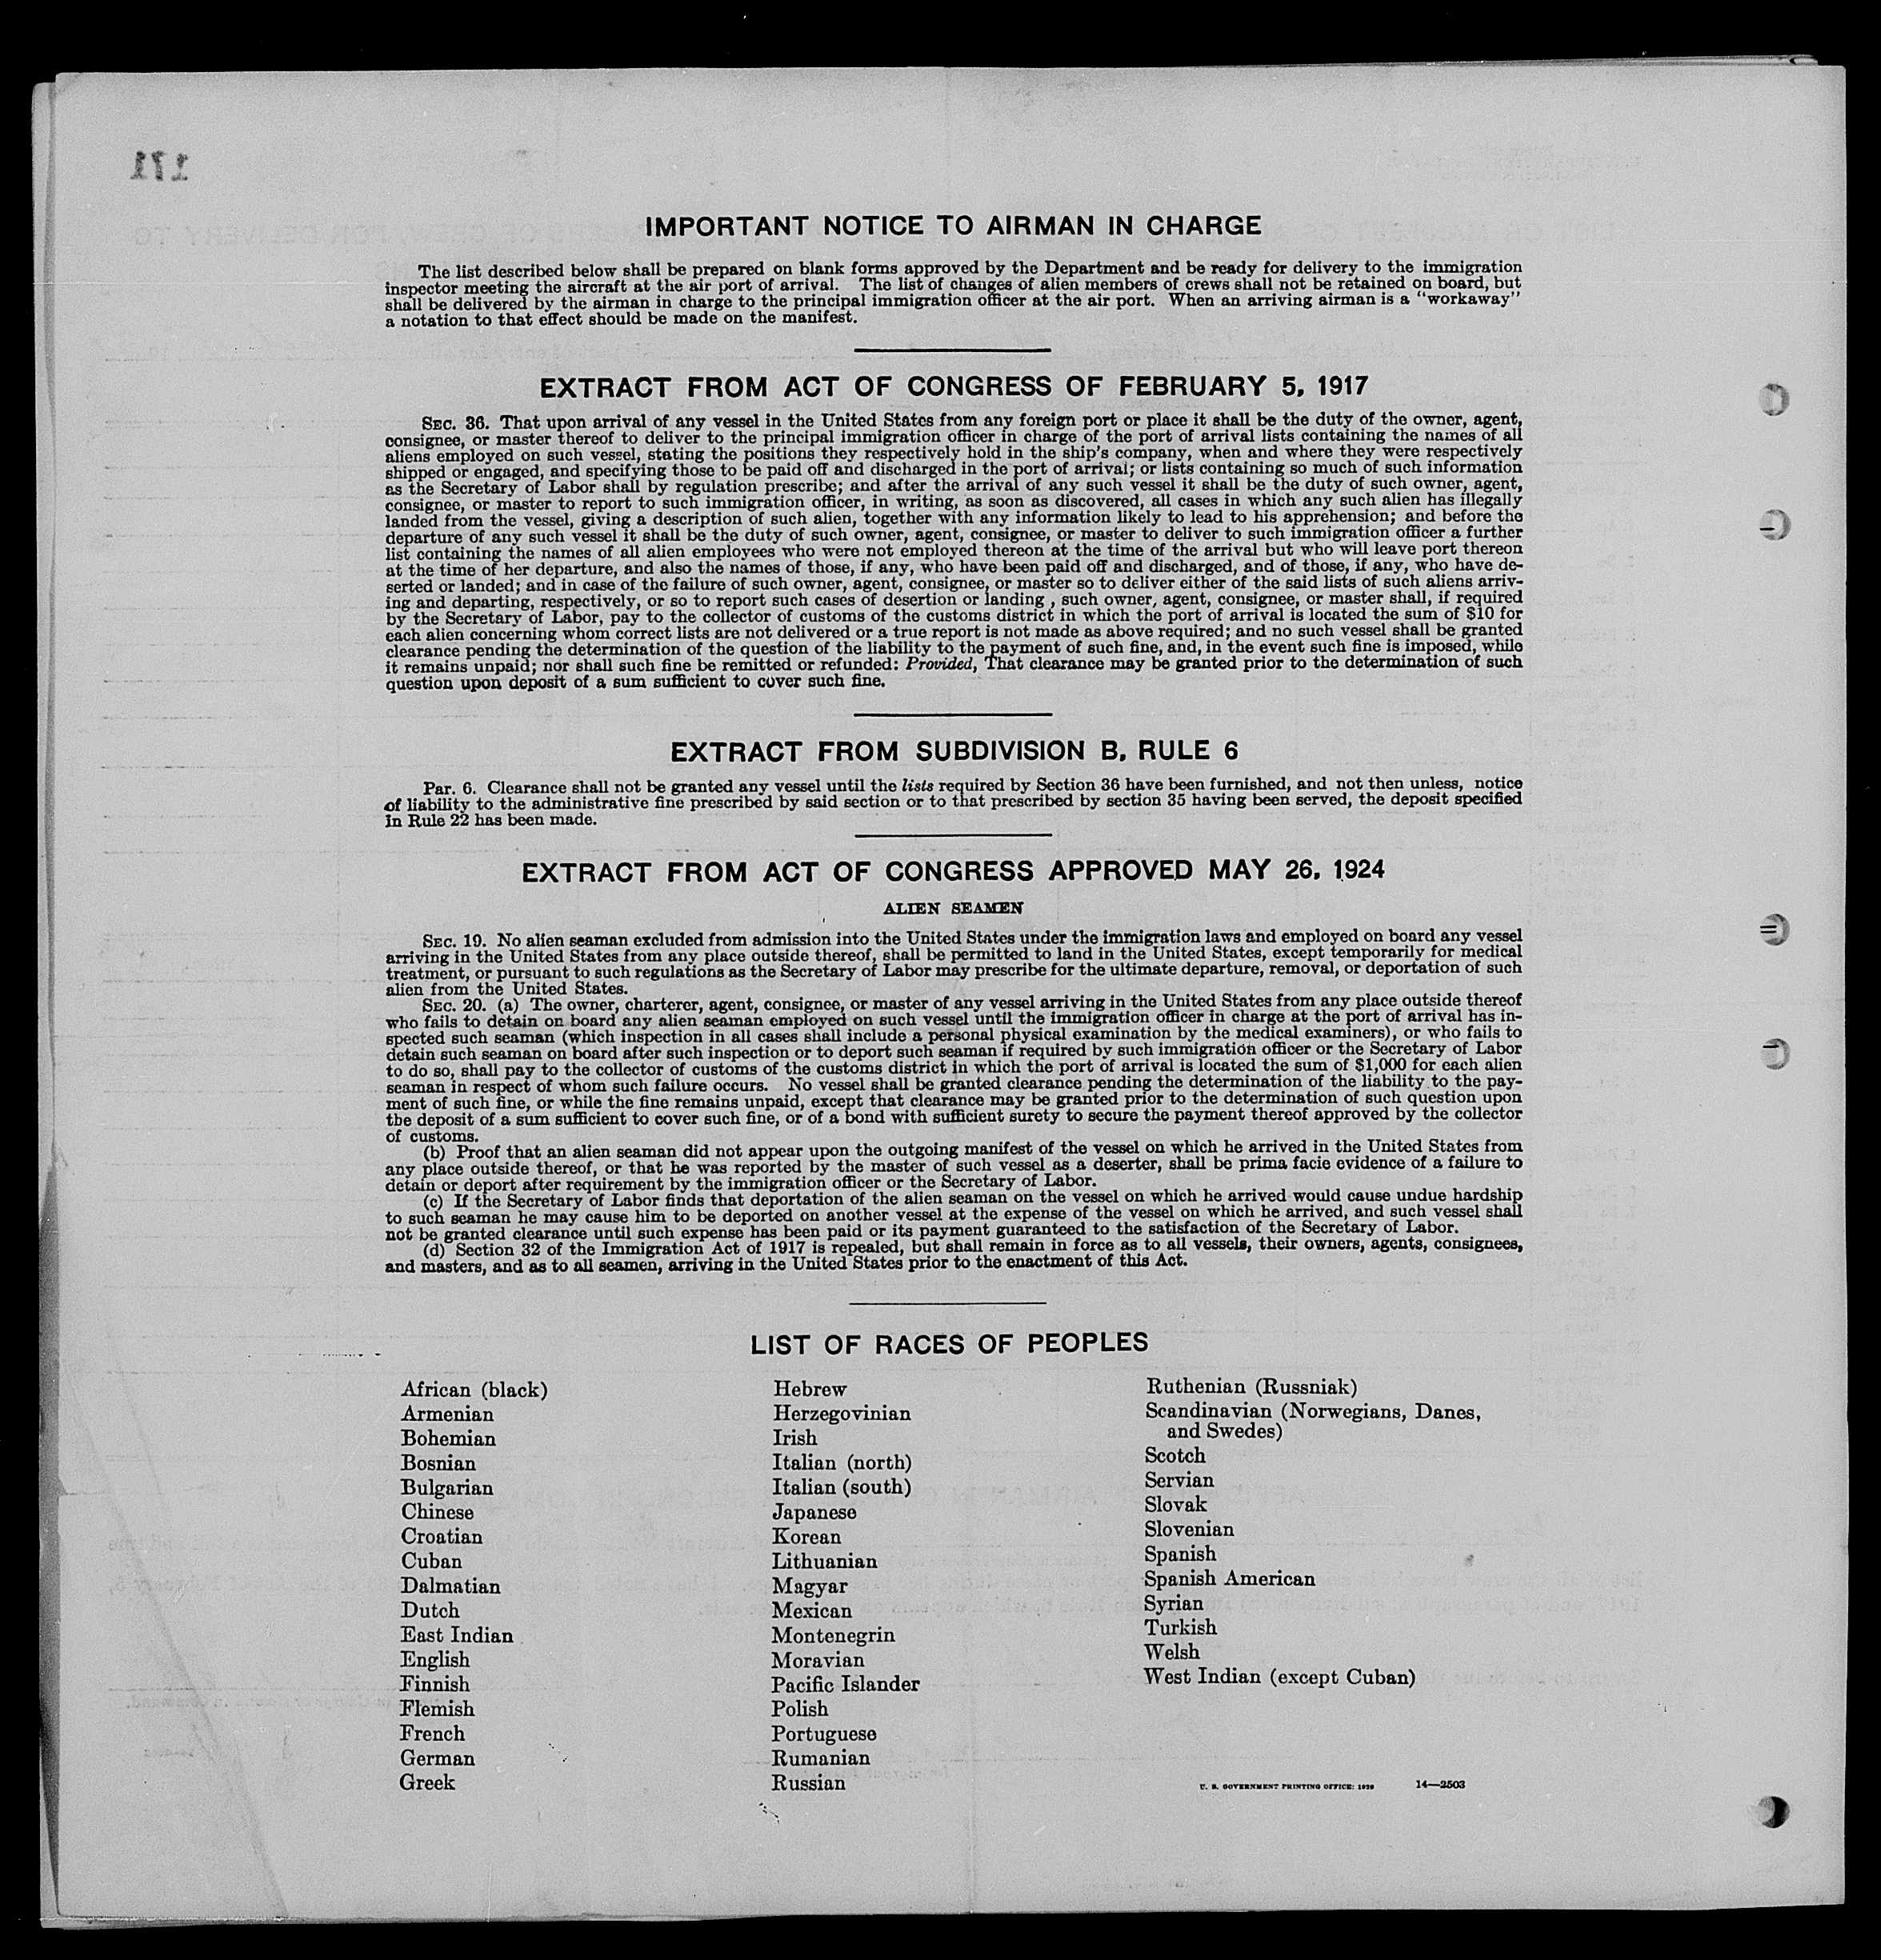 171
IMPORTANT NOTICE TO AIRMAN IN CHARGE
The list described below shall be prepared on blank forms approved by the Department and be ready for delivery to the immigration
inspector meeting the aircraft at the air port of arrival. The list of changes of alien members of crews shall not be retained on board, but
shall be delivered by the airman in charge to the principal immigration officer at the air port. When an arriving airman is a "workaway"
a notation to that effect should be made on the manifest.
EXTRACT FROM ACT OF CONGRESS OF FEBRUARY 5, 1917
SEC. 36. That upon arrival of any vessel in the United States from any foreign port or place it shall be the duty of the owner, agent,
consignee, or master thereof to deliver to the principal immigration officer in charge of the port of arrival lists containing the names of all
aliens employed on such vessel, stating the positions they respectively hold in the ship's company, when and where they were respectively
shipped or engaged, and specifying those to be paid off and discharged in the port of arrival; or lists containing so much of such information
as the Secretary of Labor shall by regulation prescribe; and after the arrival of any such vessel it shall be the duty of such owner, agent,
consignee, or master to report to such immigration officer, in writing, as soon as discovered, all cases in which any such alien has illegally
landed from the vessel, giving a description of such alien, together with any information likely to lead to his apprehension; and before the
departure of any such vessel it shall be the duty of such owner, agent, consignee, or master to deliver to such immigration officer a further
list containing the names of all alien employees who were not employed thereon at the time of the arrival but who will leave port thereon
at the time of her departure, and also the names of those, if any, who have been paid off and discharged, and of those, if any, who have de-
serted or landed; and in case of the failure of such owner, agent, consignee, or master so to deliver either of the said lists of such aliens arriv-
ing and departing, respectively, or so to report such cases of desertion or landing , such owner, agent, consignee, or master shall, if required
by the Secretary of Labor, pay to the collector of customs of the customs district in which the port of arrival is located the sum of $10 for
each alien concerning whom correct lists are not delivered or a true report is not made as above required; and no such vessel shall be granted
clearance pending the determination of the question of the liability to the payment of such fine, and, in the event such fine is imposed, while
it remains unpaid; nor shall such fine be remitted or refunded: Provided, That clearance may be granted prior to the determination of such
question upon deposit of a sum sufficient to cover such fine.
EXTRACT FROM SUBDIVISION B, RULE 6
Par. 6. Clearance shall not be granted any vessel until the lists required by Section 36 have been furnished, and not then unless, notice
of liability to the administrative fine prescribed by said section or to that prescribed by section 35 having been served, the deposit specified
in Rule 22 has been made.
EXTRACT FROM ACT OF CONGRESS APPROVED MAY 26, 1924
ALIEN SEAMEN
SEC. 19. No alien seaman excluded from admission into the United States under the immigration laws and employed on board any vessel
arriving in the United States from any place outside thereof, shall be permitted to land in the United States, except temporarily for medical
treatment, or pursuant to such regulations as the Secretary of Labor may prescribe for the ultimate departure, removal, or deportation of such
alien from the United States.
SEC. 20. (a) The owner, charterer, agent, consignee, or master of any vessel arriving in the United States from any place outside thereof
who fails to detain on board any alien seaman employed on such vessel until the immigration officer in charge at the port of arrival has in-
spected such seaman (which inspection in all cases shall include a personal physical examination by the medical examiners), or who fails to
detain such seaman on board after such inspection or to deport such seaman if required by such immigration officer or the Secretary of Labor
to do so, shall pay to the collector of customs of the customs district in which the port of arrival is located the sum of $1,000 for each alien
seaman in respect of whom such failure occurs. No vessel shall be granted clearance pending the determination of the liability to the pay-
ment of such fine, or while the fine remains unpaid, except that clearance may be granted prior to the determination of such question upon
the deposit of a sum sufficient to cover such fine, or of a bond with sufficient surety to secure the payment thereof approved by the collector
of customs.
(b) Proof that an alien seaman did not appear upon the outgoing manifest of the vessel on which he arrived in the United States from
any place outside thereof, or that he was reported by the master of such vessel as a deserter, shall be prima facie evidence of a failure to
detain or deport after requirement by the immigration officer or the Secretary of Labor.
(c) If the Secretary of Labor finds that deportation of the alien seaman on the vessel on which he arrived would cause undue hardship
to such seaman he may cause him to be deported on another vessel at the expense of the vessel on which he arrived, and such vessel shall
not be granted clearance until such expense has been paid or its payment guaranteed to the satisfaction of the Secretary of Labor.
(d) Section 32 of the Immigration Act of 1917 is repealed, but shall remain in force as to all vessels, their owners, agents, consignees,
and masters, and as to all seamen, arriving in the United States prior to the enactment of this Act.
LIST OF RACES OF PEOPLES
African (black)
Armenian
Bohemian
Bosnian
Bulgarian
Chinese
Croatian
Cuban
Dalmatian
Dutch
East Indian
English
Finnish
Flemish
French
German
Greek
Hebrew
Herzegovinian
Irish
Italian (north)
Italian (south)
Japanese
Korean
Lithuanian
Magyar
Mexican
Montenegrin
Moravian
Pacific Islander
Polish
Portuguese
Rumanian
Russian
Ruthenian (Russniak)
Scandinavian (Norwegians, Danes,
and Swedes)
Scotch
Servian
Slovak
Slovenian
Spanish
Spanish American
Syrian
Turkish
Welsh
West Indian (except Cuban)
U. S. GOVERNMENT PRINTING OFFICE: 1929 14—2503